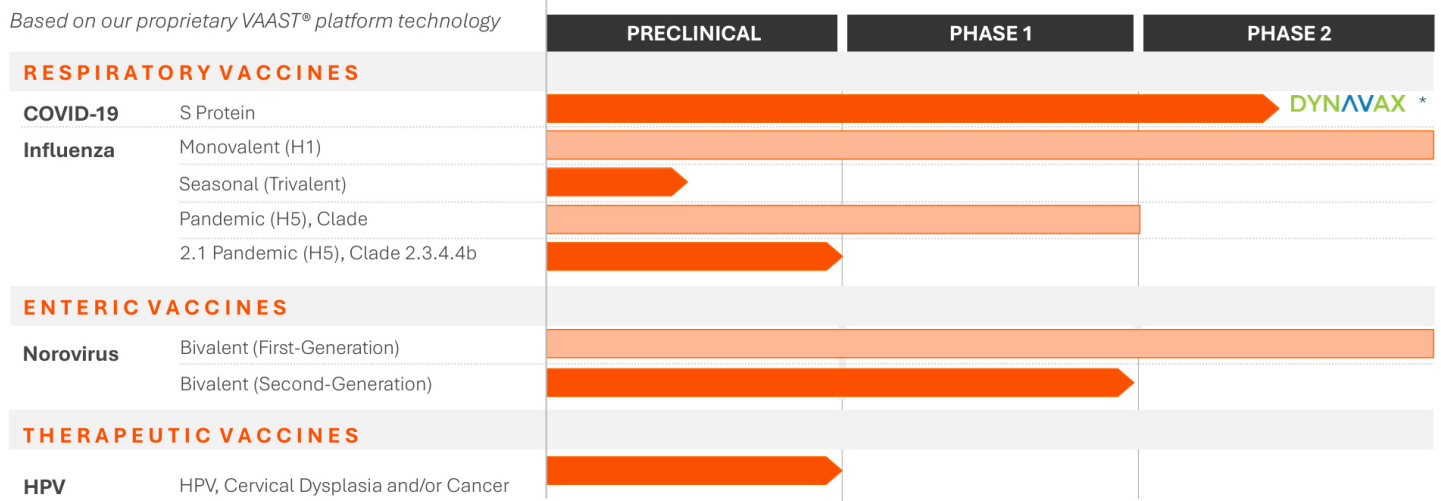 Based on our proprietary VAAST® platform technology
PRECLINICAL PHASE 1 PHASE 2
RESPIRATORY VACCINES
COVID-19 S Protein DYNAVAX *
Influenza Monovalent (H1)
Seasonal (Trivalent)
Pandemic (H5), Clade
2.1 Pandemic (H5), Clade 2.3.4.4b
ENTERIC VACCINES
Norovirus Bivalent (First-Generation)
Bivalent (Second-Generation)
THERAPEUTIC VACCINES
HPV HPV, Cervical Dysplasia and/or Cancer